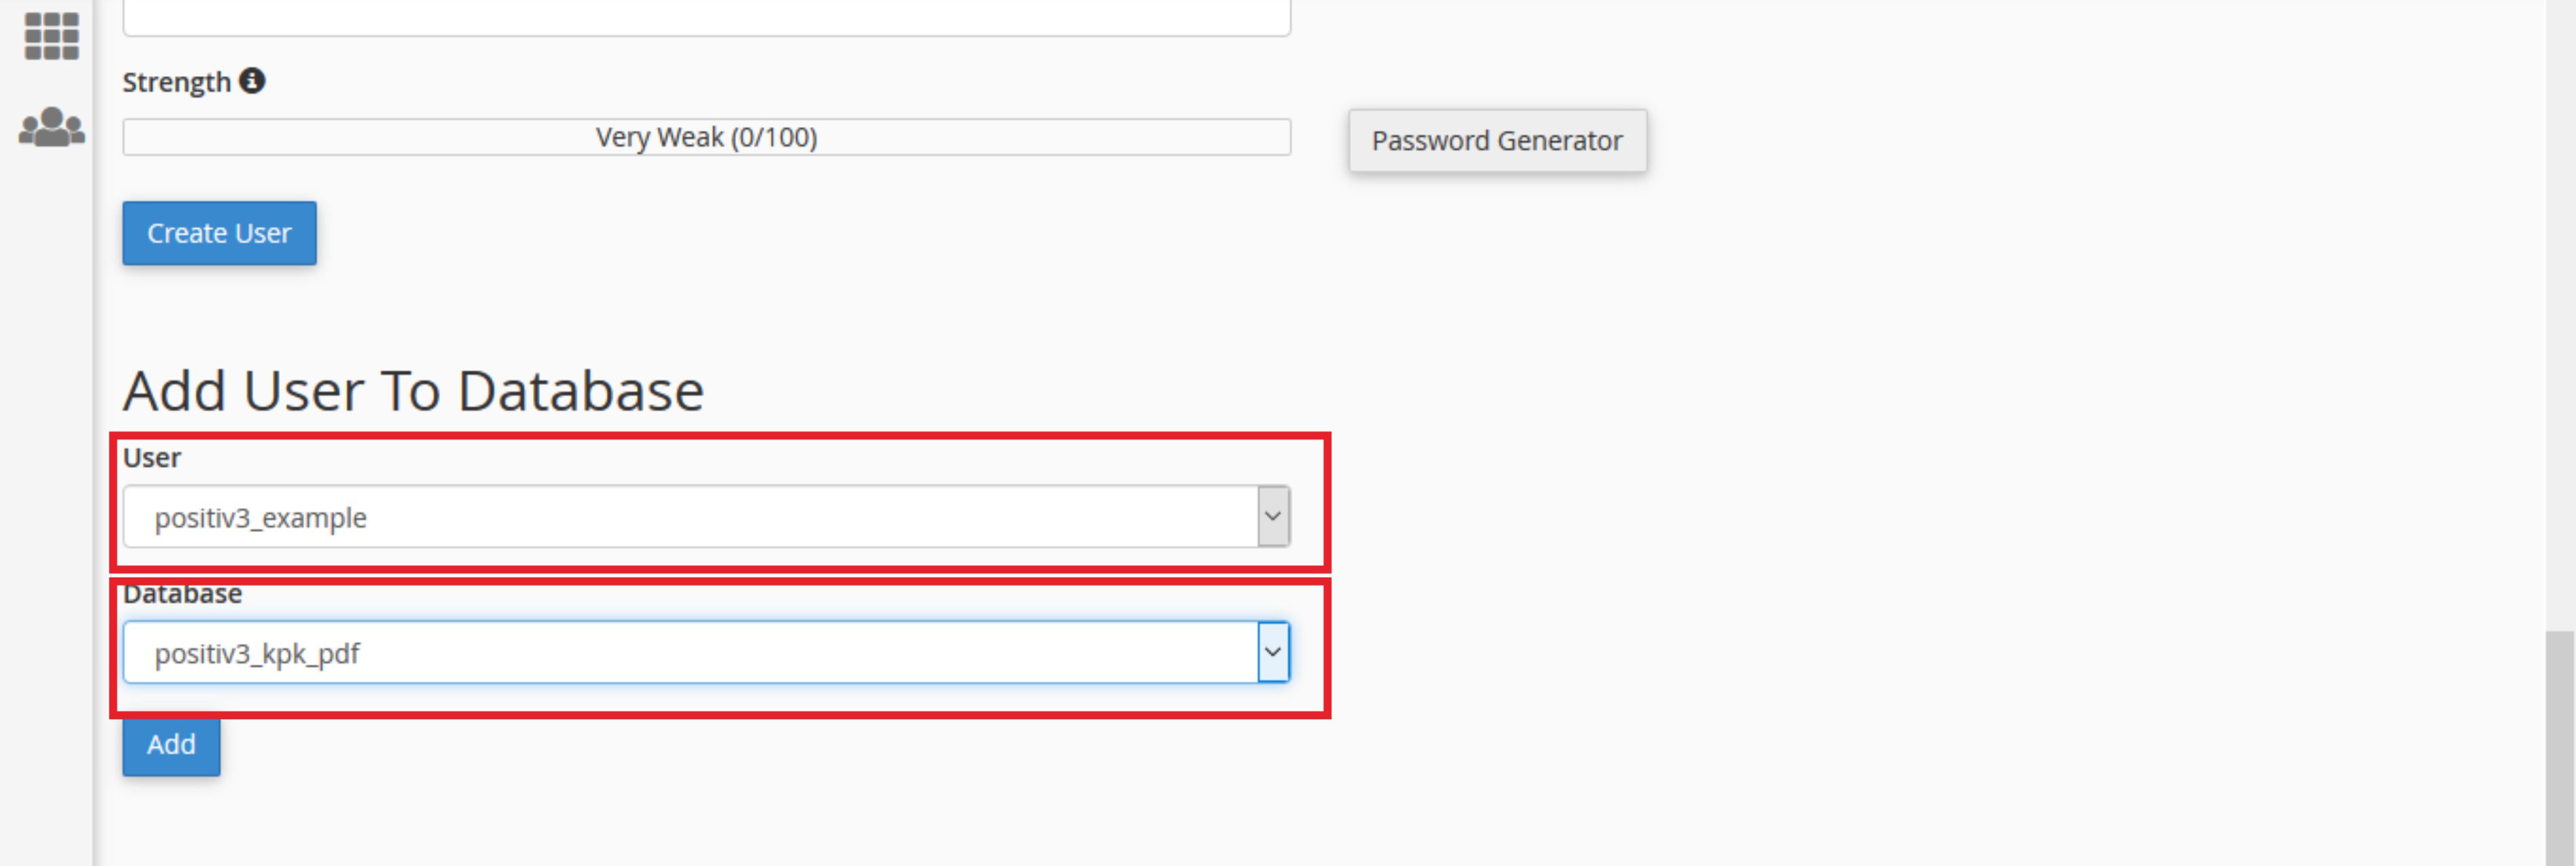 Strength
Very Weak (0/100)
Password Generator
Create User
Add User To Database
User
positiv3_example
Database
positiv3_kpk_pdf
Add